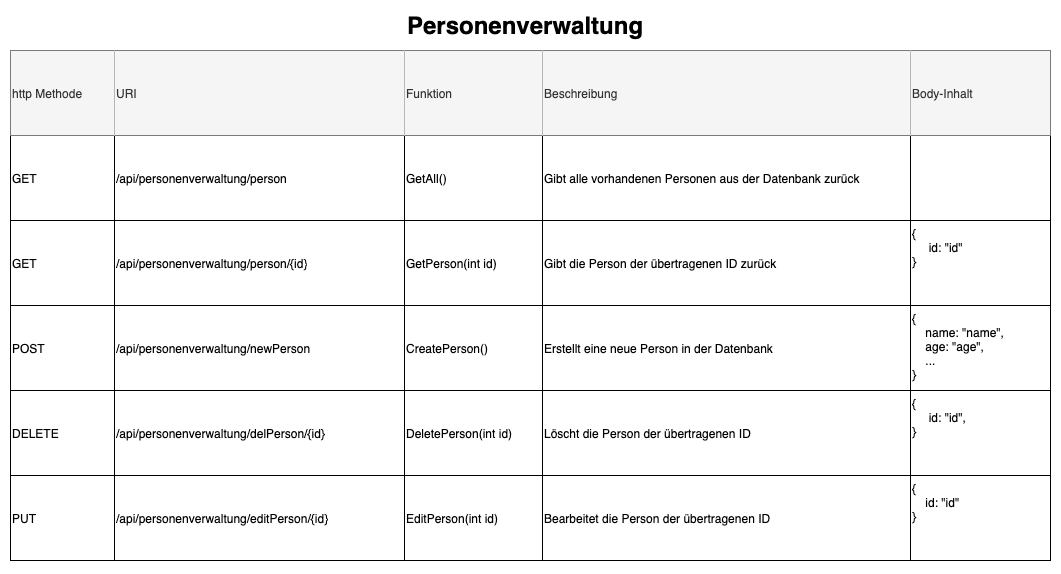 Personenverwaltung
http Methode
URI
Funktion
Beschreibung
Body-Inhalt
GET
/api/personenverwaltung/person
GetAll()
Gibt alle vorhandenen Personen aus der Datenbank zurück
GET
/api/personenverwaltung/person/{id}
GetPerson(int id)
Gibt die Person der übertragenen ID zurück
{
id: "id"
}
POST
/api/personenverwaltung/newPerson
CreatePerson()
Erstellt eine neue Person in der Datenbank
{
name: "name",
age: "age",
...
}
DELETE
/api/personenverwaltung/delPerson/{id}
DeletePerson(int id)
Löscht die Person der übertragenen ID
{
id: "id",
}
PUT
/api/personenverwaltung/editPerson/{id}
EditPerson(int id)
Bearbeitet die Person der übertragenen ID
{
id: "id"
}